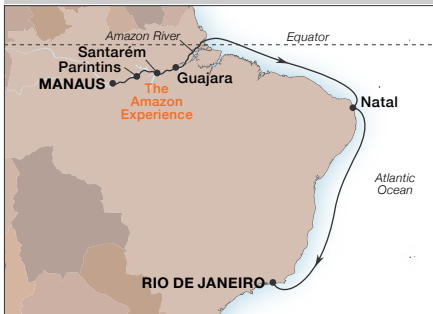 Amazon River
Equator
Santarém
Parintins
Guajara
MANAUS
The
Amazon
Experience
Natal
Atlantic
Ocean
RIO DE JANEIRO